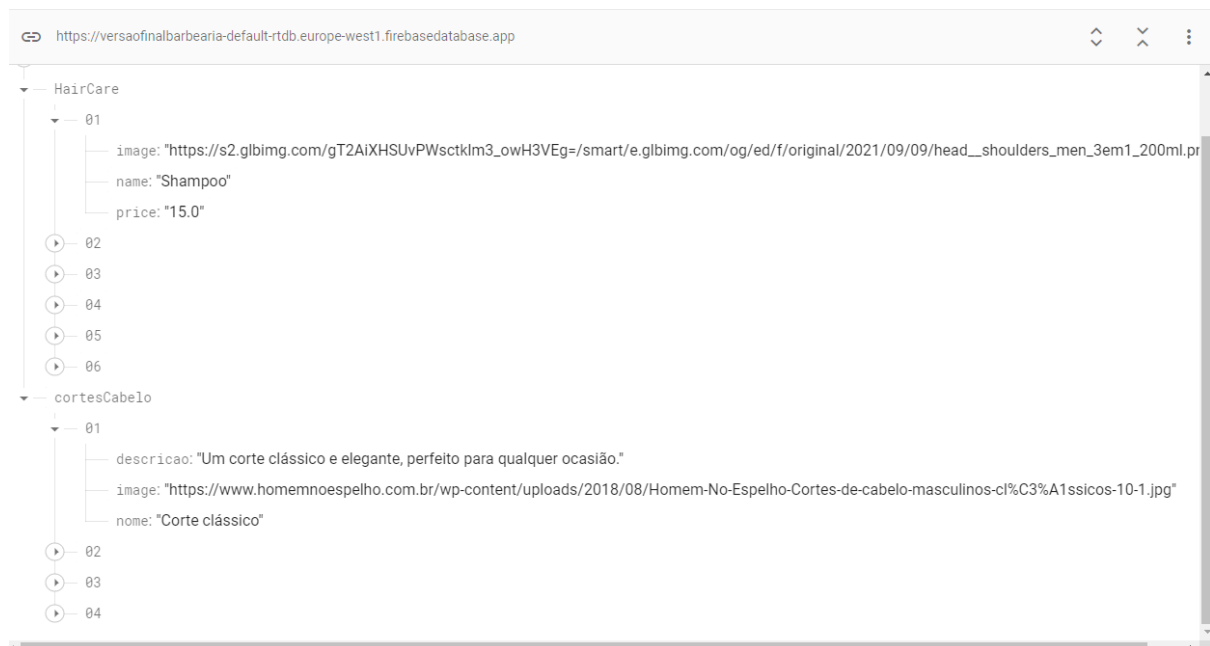 https://versaofinalbarbearia-default-rtdb.europe-west1.firebasedatabase.app
HairCare
01
image: "https://s2.glbimg.com/gT2AiXHSUvPWsctklm3_owH3VEg=/smart/e.glbimg.com/og/ed/f/original/2021/09/09/head__shoulders_men_3em1_200ml.pr
name: "Shampoo"
price: "15.0"
02
03
04
05
06
cortesCabelo
01
descricao: "Um corte clássico e elegante, perfeito para qualquer ocasião."
image: "https://www.homemnoespelho.com.br/wp-content/uploads/2018/08/Homem-No-Espelho-Cortes-de-cabelo-masculinos-cl%C3%A1ssicos-10-1.jpg"
nome: "Corte clássico"
02
03
04